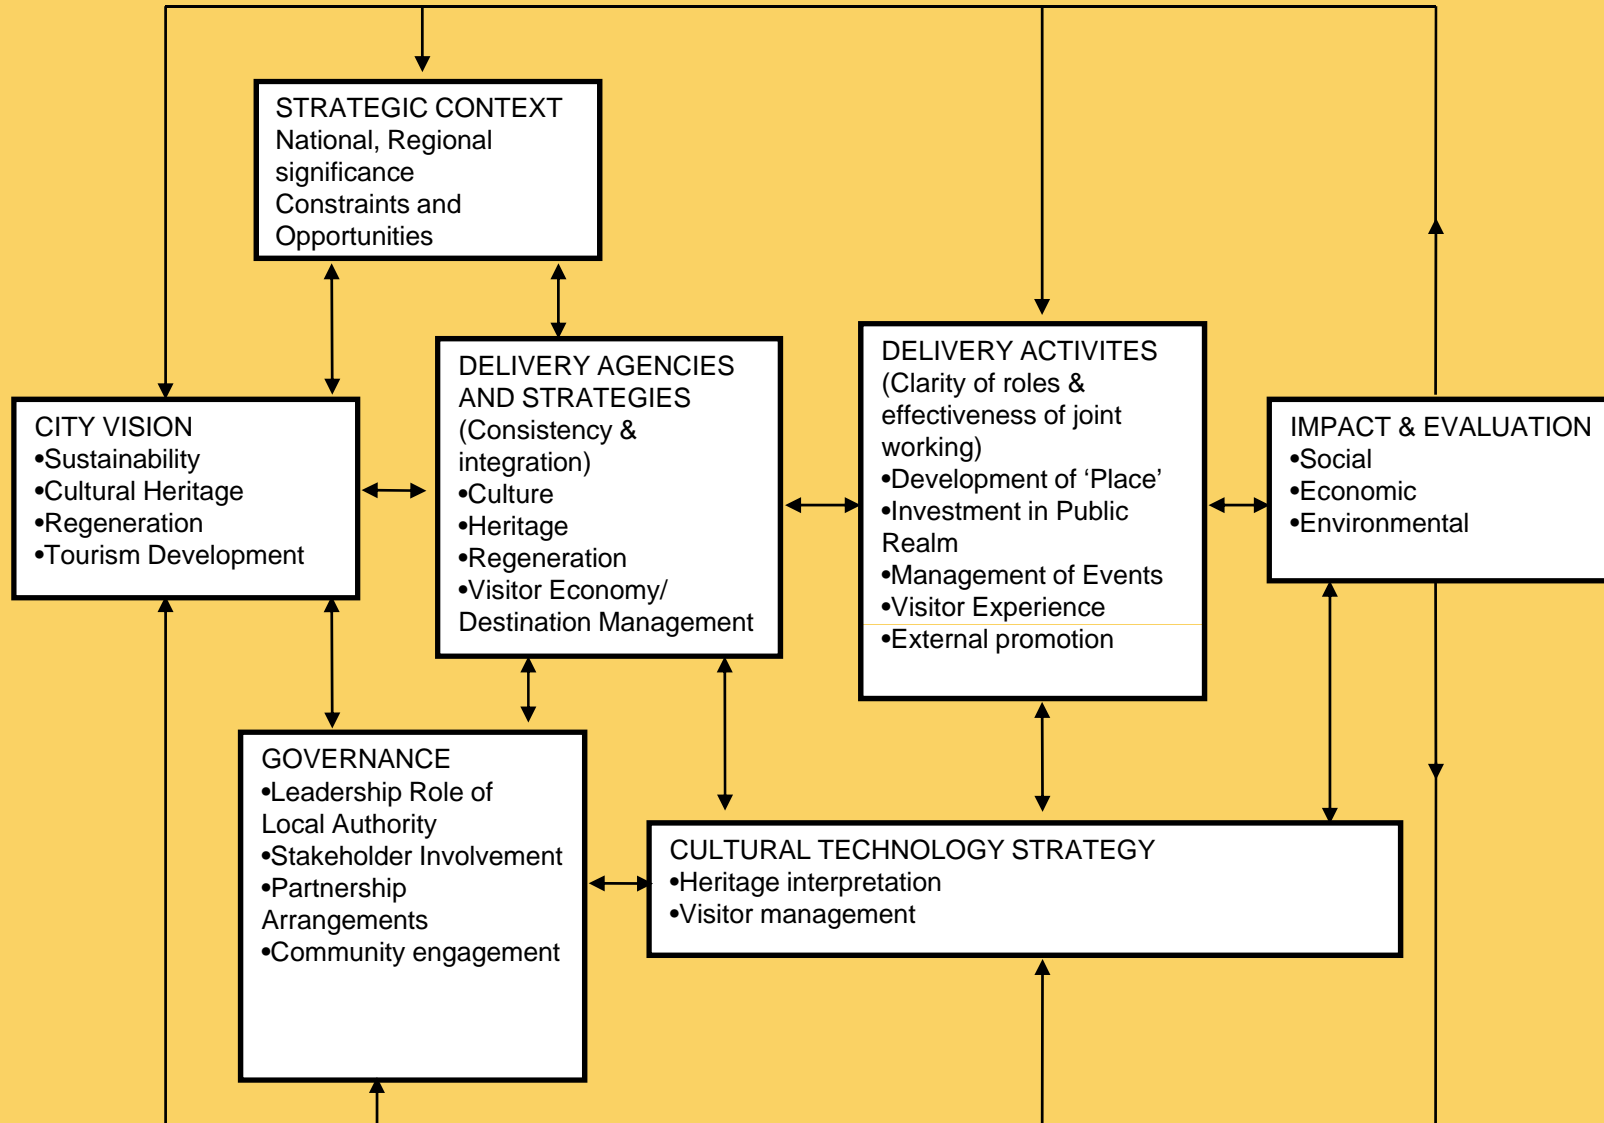 STRATEGIC CONTEXT
National, Regional
significance
Constraints and
Opportunities
CITY VISION
•Sustainability
•Cultural Heritage
•Regeneration
•Tourism Development
DELIVERY AGENCIES
AND STRATEGIES
(Consistency &
integration)
•Culture
•Heritage
•Regeneration
•Visitor Economy/
Destination Management
DELIVERY ACTIVITES
(Clarity of roles &
effectiveness of joint
working)
•Development of ‘Place’
•Investment in Public
Realm
•Management of Events
•Visitor Experience
•External promotion
IMPACT & EVALUATION
•Social
•Economic
•Environmental
GOVERNANCE
•Leadership Role of
Local Authority
•Stakeholder Involvement
•Partnership
Arrangements
•Community engagement
CULTURAL TECHNOLOGY STRATEGY
•Heritage interpretation
•Visitor management